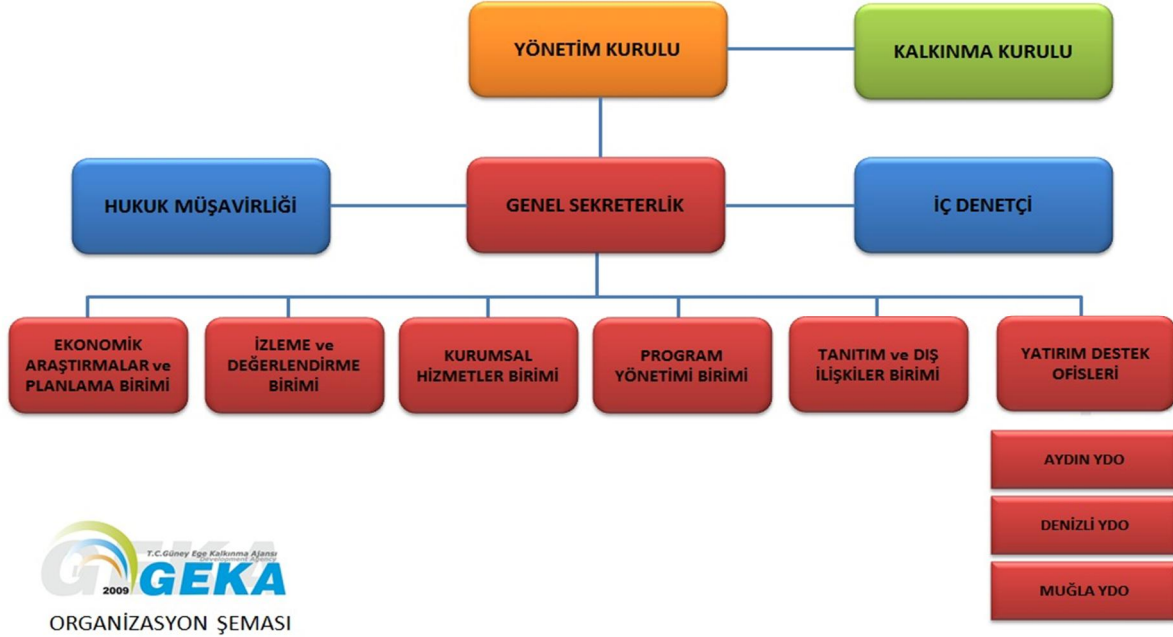 YÖNETİM KURULU
KALKINMA KURULU
HUKUK MÜŞAVİRLİĞİ
GENEL SEKRETERLİK
İÇ DENETÇİ
EKONOMİK
ARAŞTIRMALAR ve
PLANLAMA BİRİMİ
İZLEME ve
DEĞERLENDİRME
BİRİMİ
KURUMSAL
HİZMETLER BİRİMİ
PROGRAM
YÖNETİMİ BİRİMİ
TANITIM ve DIŞ
İLİŞKİLER BİRİMİ
YATIRIM DESTEK
OFİSLERİ
AYDIN YDO
DENİZLİ YDO
MUĞLA YDO
T.C.Güney Ege Kalkınma Ajansı
Development Agency
2009 GEKA
ORGANİZASYON ŞEMASI